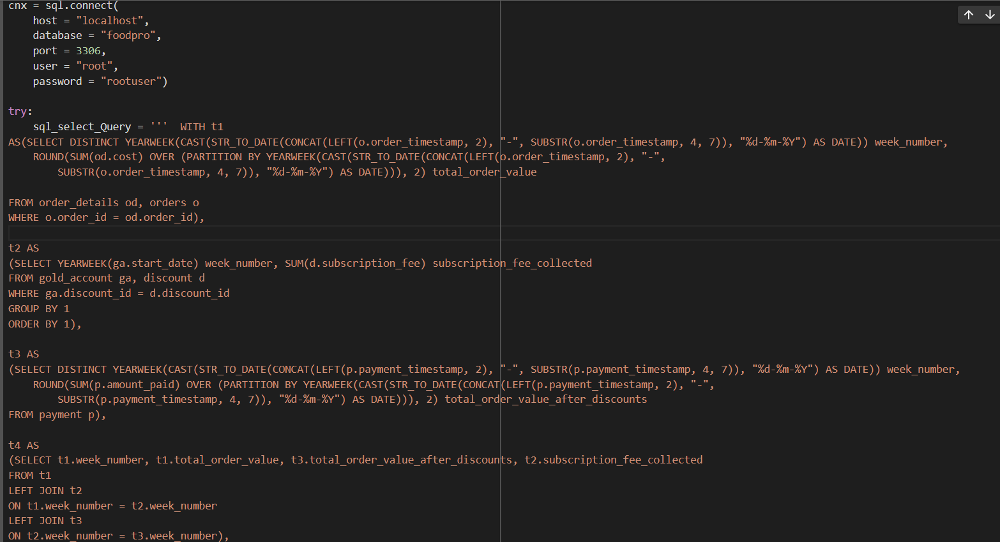 cnx = sql.connect(
    host = "localhost",
    database = "foodpro",
    port = 3306,
    user = "root",
    password = "rootuser")

try:
    sql_select_Query = '''  WITH t1
AS(SELECT DISTINCT YEARWEEK(CAST(STR_TO_DATE(CONCAT(LEFT(o.order_timestamp, 2), "-", SUBSTR(o.order_timestamp, 4, 7)), "%d-%m-%Y") AS DATE)) week_number,
    ROUND(SUM(od.cost) OVER (PARTITION BY YEARWEEK(CAST(STR_TO_DATE(CONCAT(LEFT(o.order_timestamp, 2), "-",
        SUBSTR(o.order_timestamp, 4, 7)), "%d-%m-%Y") AS DATE))), 2) total_order_value

FROM order_details od, orders o
WHERE o.order_id = od.order_id),

t2 AS
(SELECT YEARWEEK(ga.start_date) week_number, SUM(d.subscription_fee) subscription_fee_collected
FROM gold_account ga, discount d
WHERE ga.discount_id = d.discount_id
GROUP BY 1
ORDER BY 1),

t3 AS
(SELECT DISTINCT YEARWEEK(CAST(STR_TO_DATE(CONCAT(LEFT(p.payment_timestamp, 2), "-", SUBSTR(p.payment_timestamp, 4, 7)), "%d-%m-%Y") AS DATE)) week_number,
    ROUND(SUM(p.amount_paid) OVER (PARTITION BY YEARWEEK(CAST(STR_TO_DATE(CONCAT(LEFT(p.payment_timestamp, 2), "-",
        SUBSTR(p.payment_timestamp, 4, 7)), "%d-%m-%Y") AS DATE))), 2) total_order_value_after_discounts
FROM payment p),

t4 AS
(SELECT t1.week_number, t1.total_order_value, t3.total_order_value_after_discounts, t2.subscription_fee_collected
FROM t1
LEFT JOIN t2
ON t1.week_number = t2.week_number
LEFT JOIN t3
ON t2.week_number = t3.week_number),